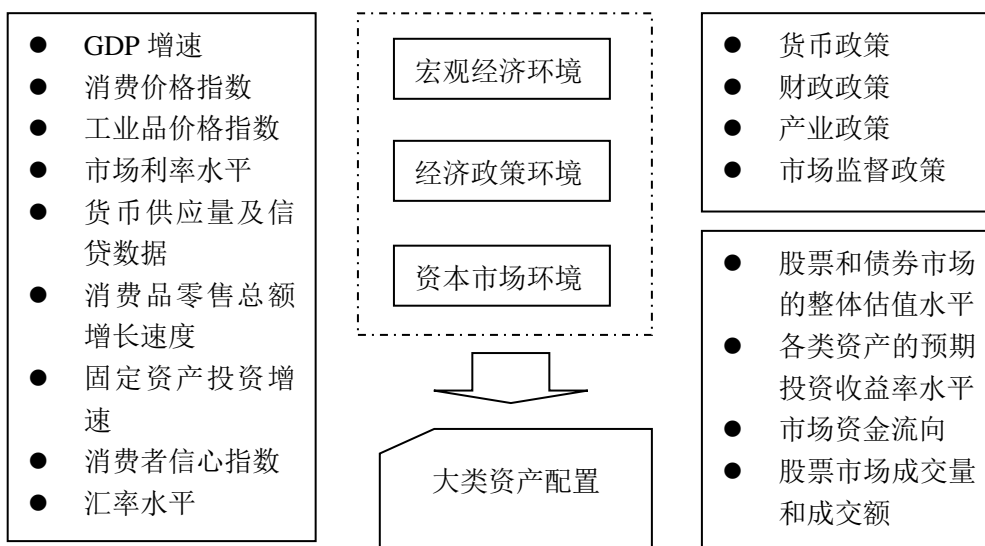 ● GDP 增速
● 消费价格指数
● 工业品价格指数
● 市场利率水平
● 货币供应量及信
贷数据
● 消费品零售总额
增长速度
● 固定资产投资增
速
● 消费者信心指数
● 汇率水平
宏观经济环境
经济政策环境
资本市场环境
大类资产配置
● 货币政策
● 财政政策
● 产业政策
● 市场监督政策
● 股票和债券市场
的整体估值水平
● 各类资产的预期
投资收益率水平
● 市场资金流向
● 股票市场成交量
和成交额